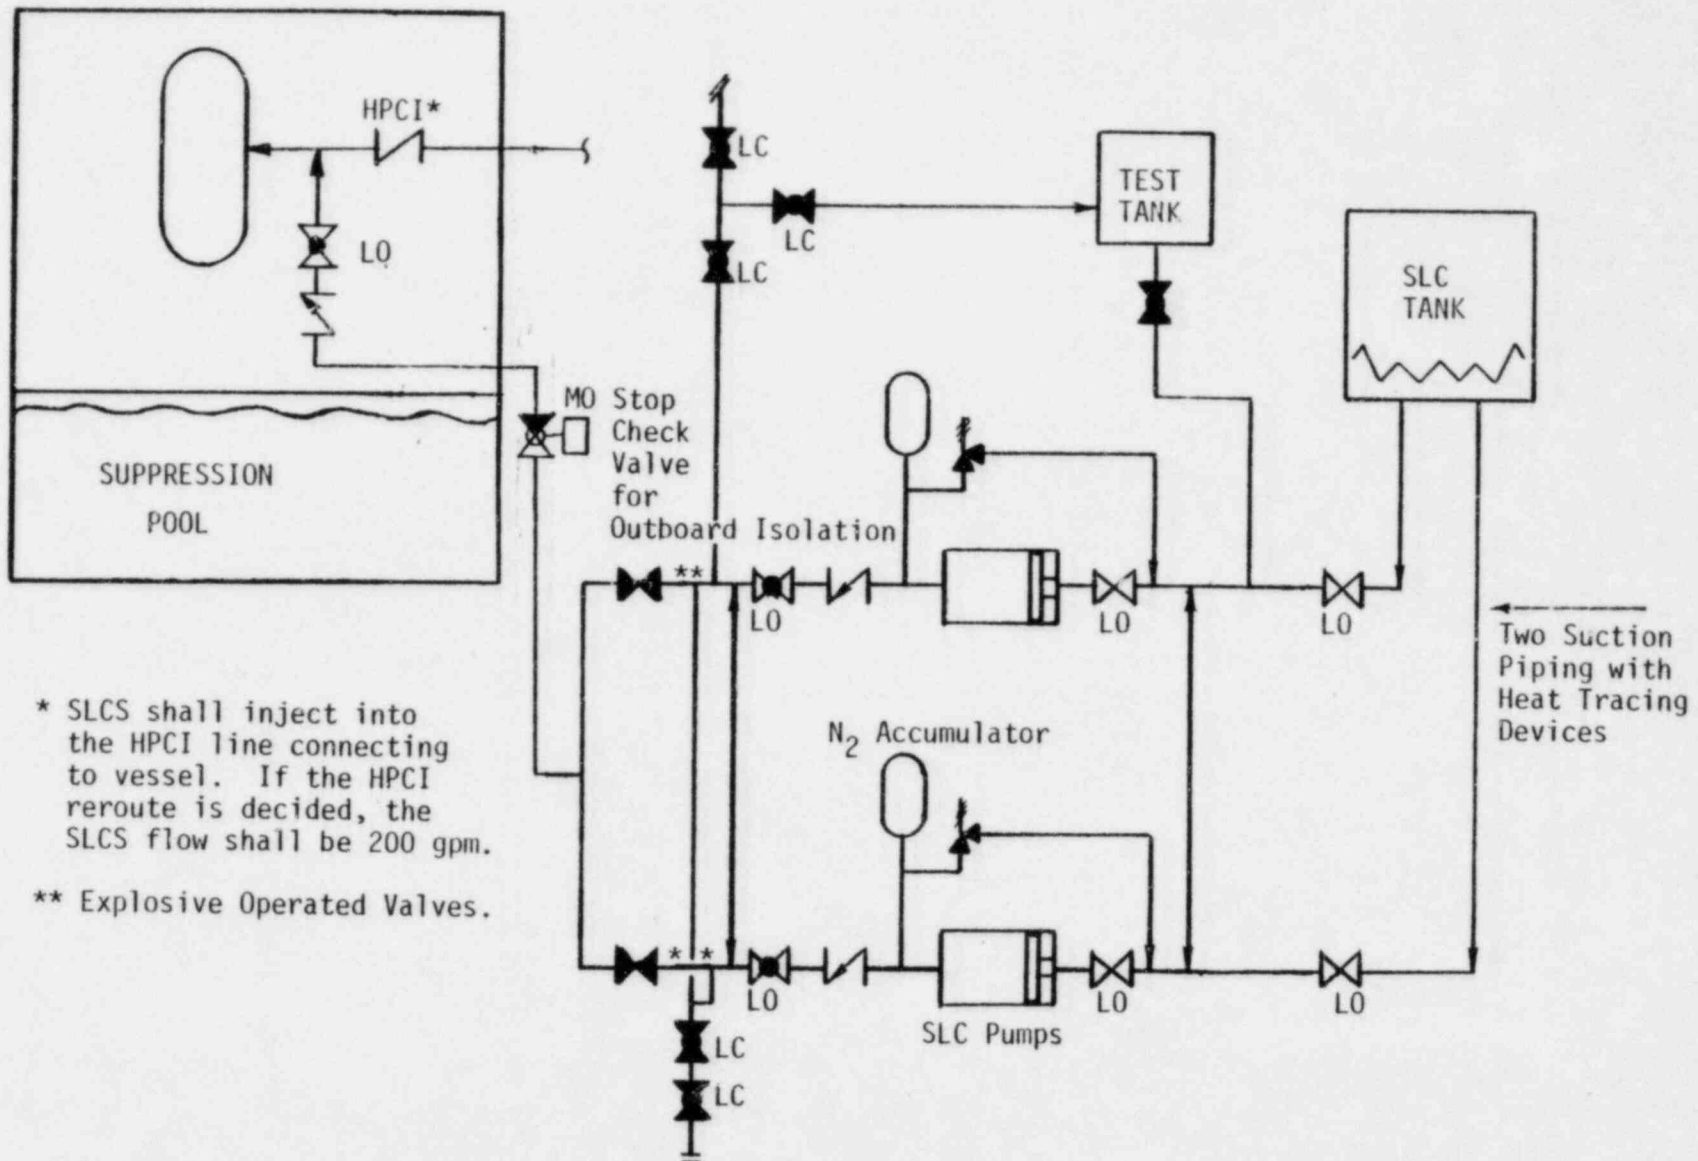 HPCI*
LO
SUPPRESSION
POOL
LC
LC
LC
TEST
TANK
SLC
TANK
MO Stop
Check
Valve
for
Outboard Isolation
**
LO
LO
LO
Two Suction
Piping with
Heat Tracing
Devices
* SLCS shall inject into
the HPCI line connecting
to vessel. If the HPCI
reroute is decided, the
SLCS flow shall be 200 gpm.
** Explosive Operated Valves.
N2 Accumulator
* *
LO
LO
LO
SLC Pumps
LC
LC